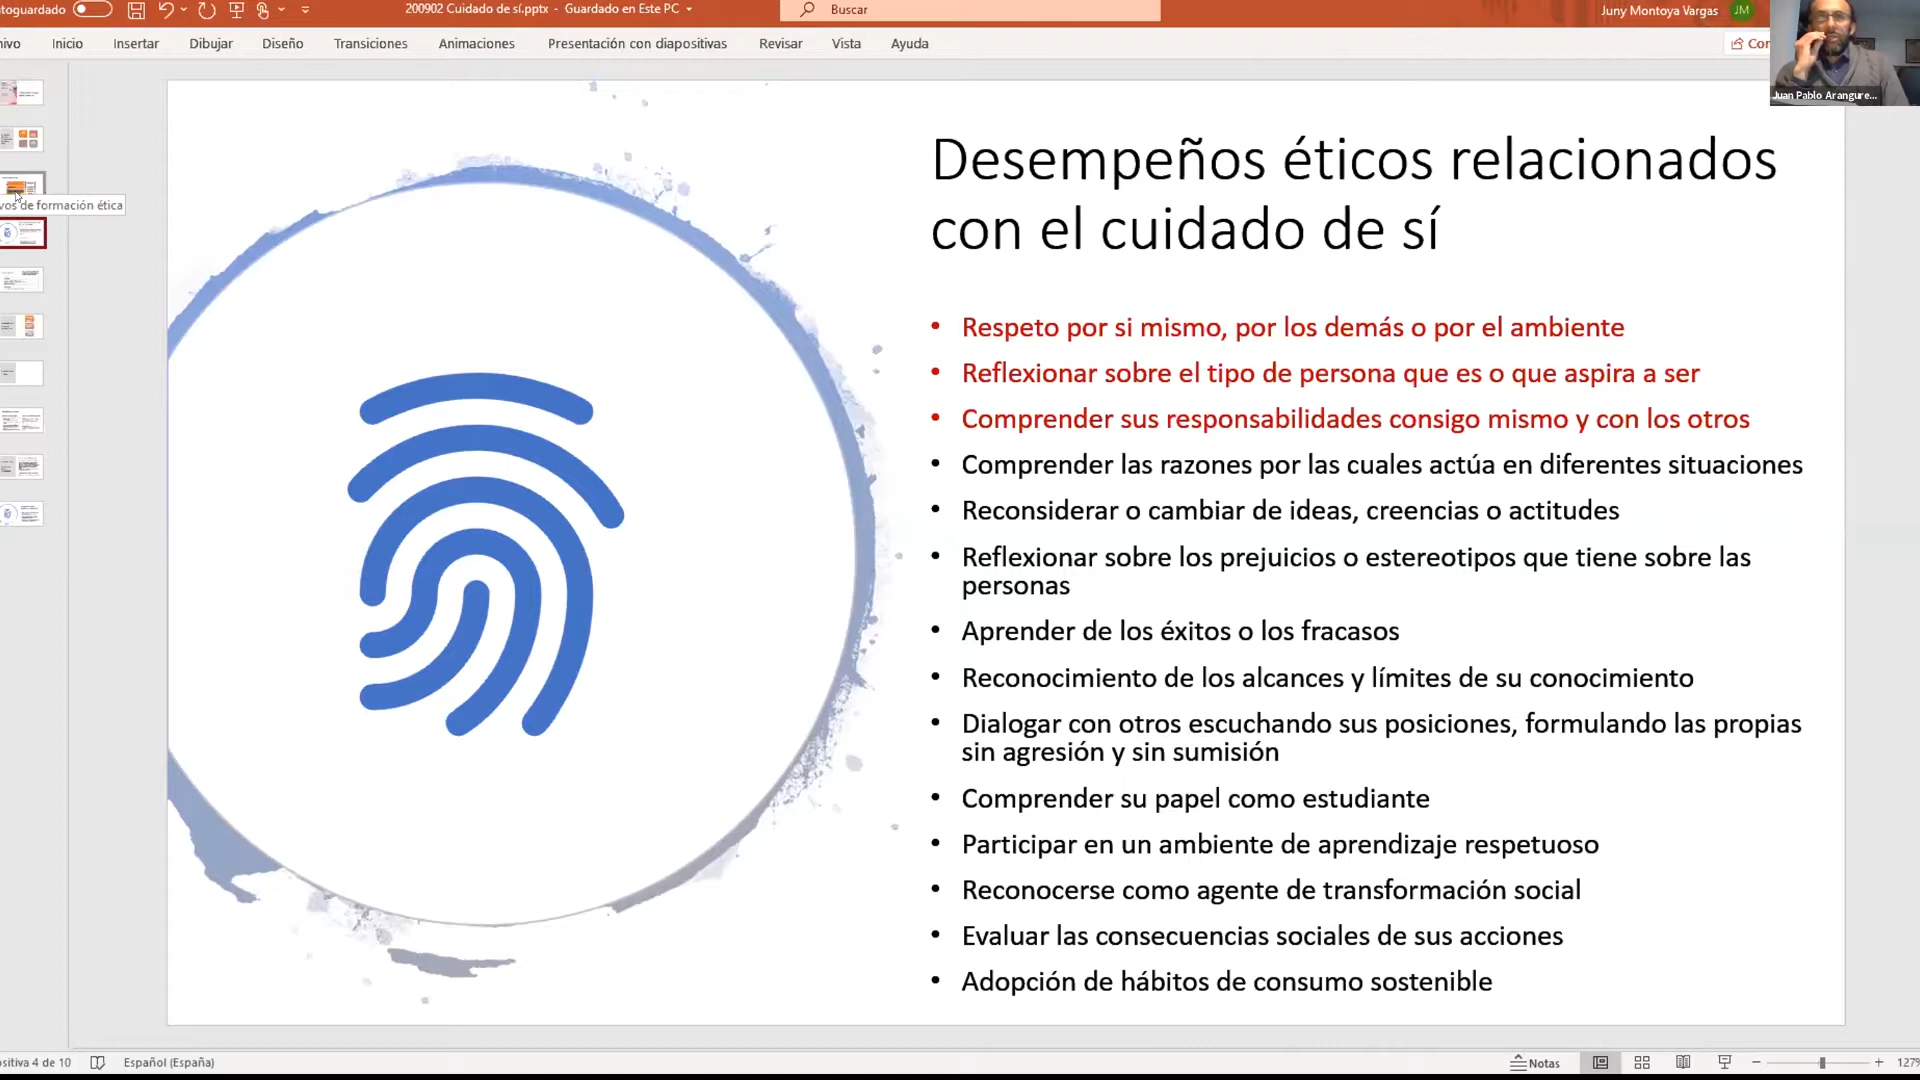 toguardado
200902 Cuidado de sí.pptx - Guardado en Este PC
Buscar
Juny Montoya Vargas
JM
Inicio
Insertar
Dibujar
Diseño
Transiciones
Animaciones
Presentación con diapositivas
Revisar
Vista
Ayuda
Juan Pablo Arangure...
vos de formación ética
Desempeños éticos relacionados
con el cuidado de sí
• Respeto por si mismo, por los demás o por el ambiente
• Reflexionar sobre el tipo de persona que es o que aspira a ser
• Comprender sus responsabilidades consigo mismo y con los otros
• Comprender las razones por las cuales actúa en diferentes situaciones
• Reconsiderar o cambiar de ideas, creencias o actitudes
• Reflexionar sobre los prejuicios o estereotipos que tiene sobre las
personas
• Aprender de los éxitos o los fracasos
• Reconocimiento de los alcances y límites de su conocimiento
• Dialogar con otros escuchando sus posiciones, formulando las propias
sin agresión y sin sumisión
• Comprender su papel como estudiante
• Participar en un ambiente de aprendizaje respetuoso
• Reconocerse como agente de transformación social
• Evaluar las consecuencias sociales de sus acciones
• Adopción de hábitos de consumo sostenible
ositiva 4 de 10
Español (España)
Notas
127%